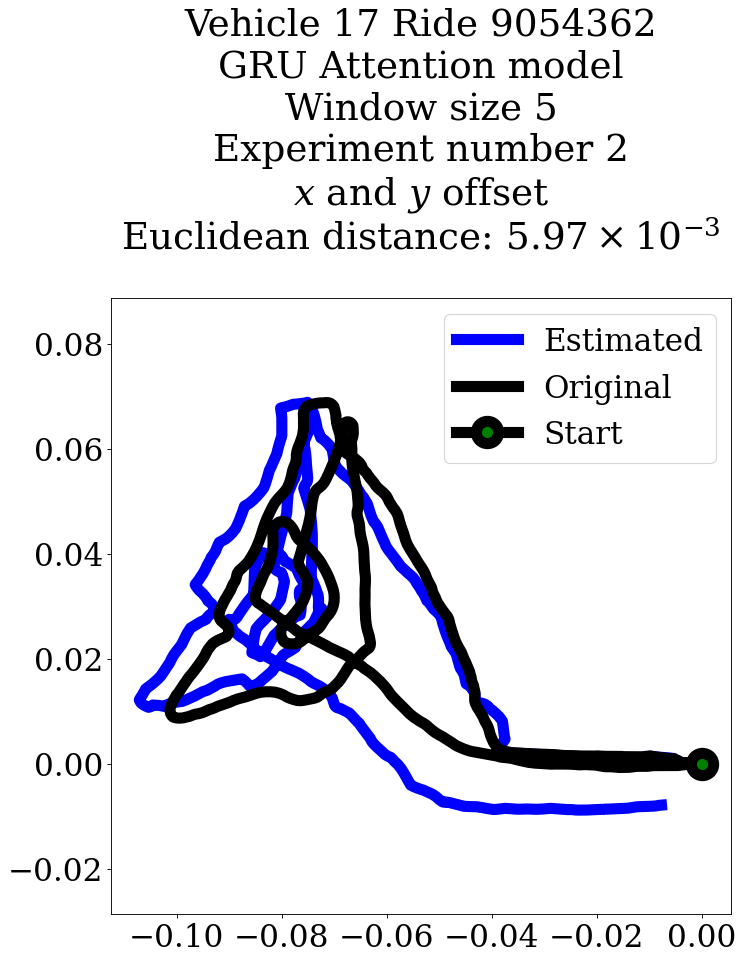 Vehicle 17 Ride 9054362
GRU Attention model
Window size 5
Experiment number 2
x and y offset
Euclidean distance: 5.97 × 10⁻³
Estimated
Original
Start
0.08
0.06
0.04
0.02
0.00
−0.02
−0.10 −0.08 −0.06 −0.04 −0.02 0.00